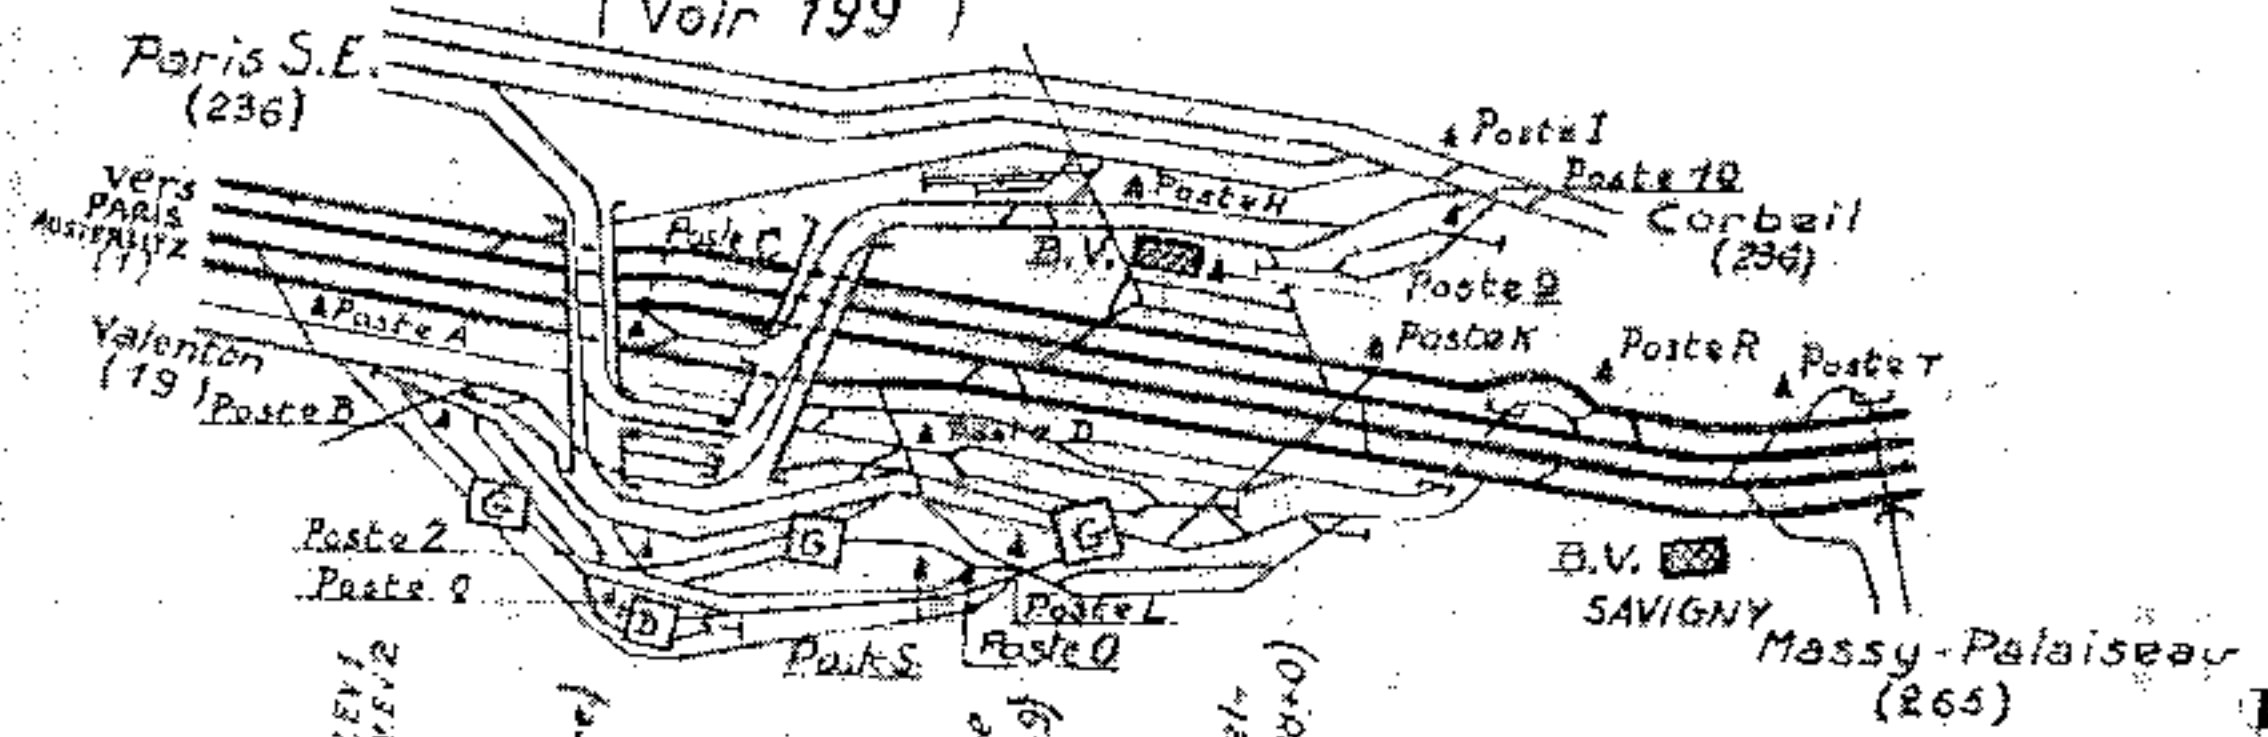 ( Voir 199 )
Paris S.E.
(236)
vers
PARIS
AUSTERLITZ
(1)
Valenton
(19)
Poste A
Poste B
Poste C
Poste H
Poste I
Poste 10
Corbeil
(236)
B.V.
Poste 9
Poste K
Poste R
Poste T
Poste D
G
G
G
Poste 2
Poste
D
Poste L
Poste Q
Poste S
B.V.
SAVIGNY
Massy-Palaiseau
(265)